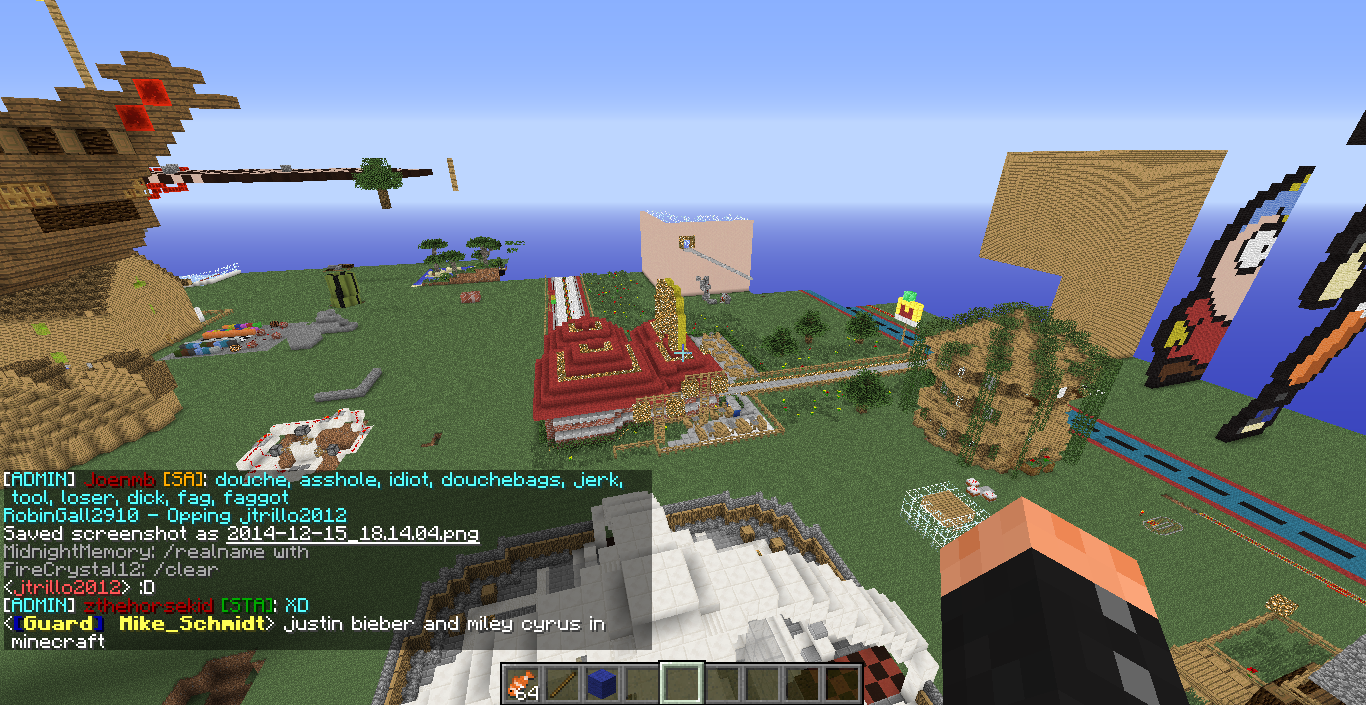 [ADMIN] Joenmb [SA]: douche, asshole, idiot, douchebags, jerk,
tool, loser, dick, fag, faggot
RobinGall2910 - Opping jtrillo2012
Saved screenshot as 2014-12-15_18.14.04.png
MidnightMemory: /realname with
FireCrystal12: /clear
<jtrillo2012> ;D
[ADMIN] zthehorsekid [STA]: XD
<[Guard] Mike_Schmidt> justin bieber and miley cyrus in
minecraft
64